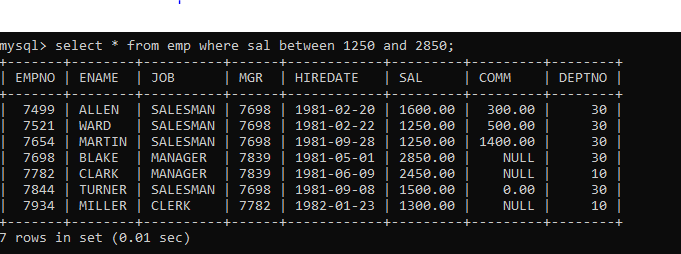 mysql> select * from emp where sal between 1250 and 2850;
+-------+--------+----------+------+------------+---------+---------+--------+
| EMPNO | ENAME | JOB | MGR | HIREDATE | SAL | COMM | DEPTNO |
+-------+--------+----------+------+------------+---------+---------+--------+
| 7499 | ALLEN | SALESMAN | 7698 | 1981-02-20 | 1600.00 | 300.00 | 30 |
| 7521 | WARD | SALESMAN | 7698 | 1981-02-22 | 1250.00 | 500.00 | 30 |
| 7654 | MARTIN | SALESMAN | 7698 | 1981-09-28 | 1250.00 | 1400.00 | 30 |
| 7698 | BLAKE | MANAGER | 7839 | 1981-05-01 | 2850.00 | NULL | 30 |
| 7782 | CLARK | MANAGER | 7839 | 1981-06-09 | 2450.00 | NULL | 10 |
| 7844 | TURNER | SALESMAN | 7698 | 1981-09-08 | 1500.00 | 0.00 | 30 |
| 7934 | MILLER | CLERK | 7782 | 1982-01-23 | 1300.00 | NULL | 10 |
+-------+--------+----------+------+------------+---------+---------+--------+
7 rows in set (0.01 sec)